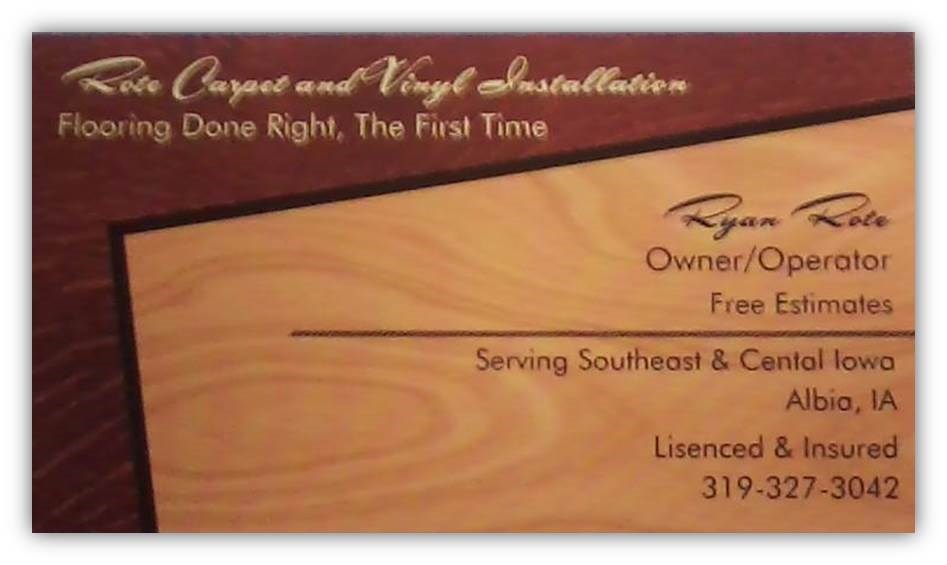 Rote Carpet and Vinyl Installation
Flooring Done Right, The First Time
Ryan Rote
Owner/Operator
Free Estimates
Serving Southeast & Cental Iowa
Albia, IA
Lisenced & Insured
319-327-3042